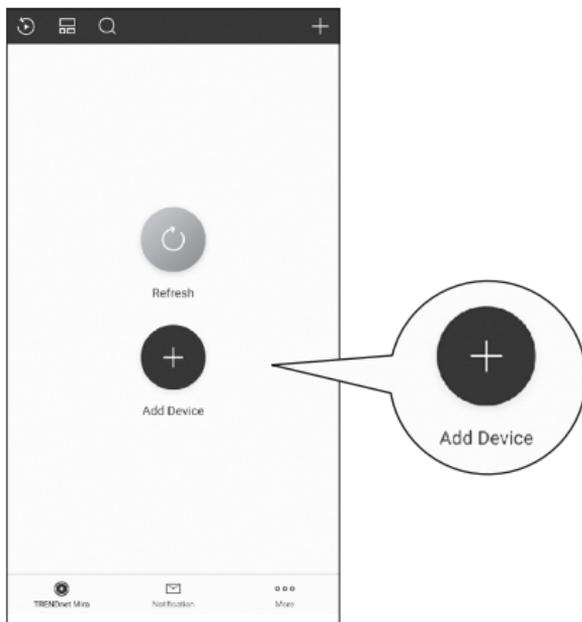 Refresh
Add Device
Add Device
TRENDnet Mira
Notification
More